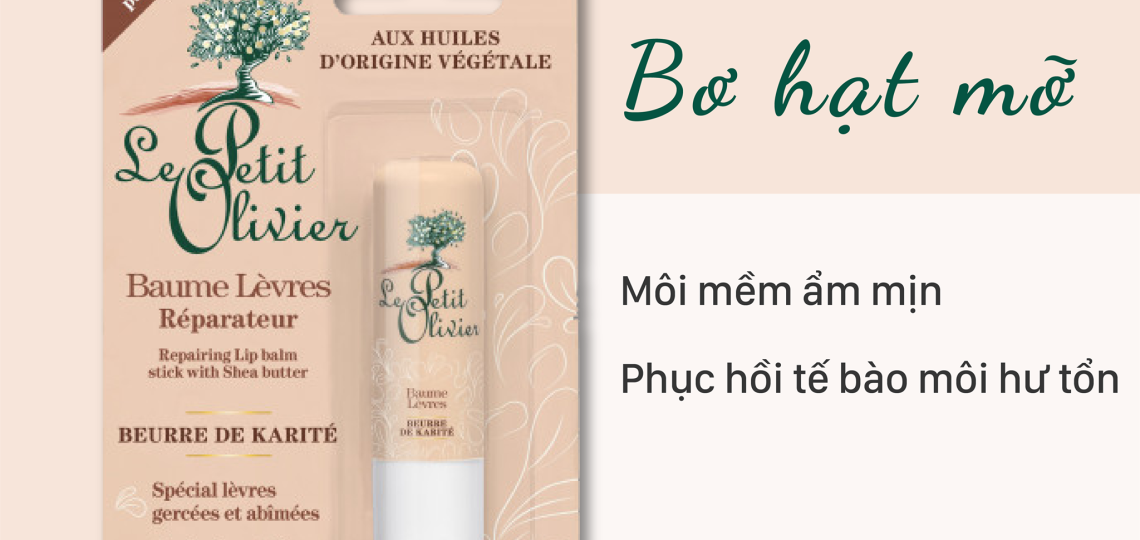 AUX HUILES
D'ORIGINE VÉGÉTALE
Le Petit
Olivier
Baume Lèvres
Réparateur
Repairing Lip balm
stick with Shea butter
BEURRE DE KARITÉ
Spécial lèvres
gercées et abîmées
Le Petit
Olivier
Baume
Lèvres
BEURRE
DE KARITÉ
Bơ hạt mỡ
Môi mềm ẩm mịn
Phục hồi tế bào môi hư tổn